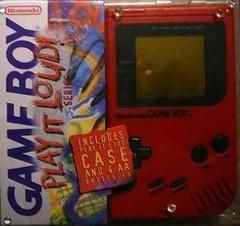 Nintendo
GAME BOY
PLAY IT LOUD!
SERIES
INCLUDES
PLAY IT LOUD
CASE
AND 4 AA
BATTERIES
Nintendo GAME BOY